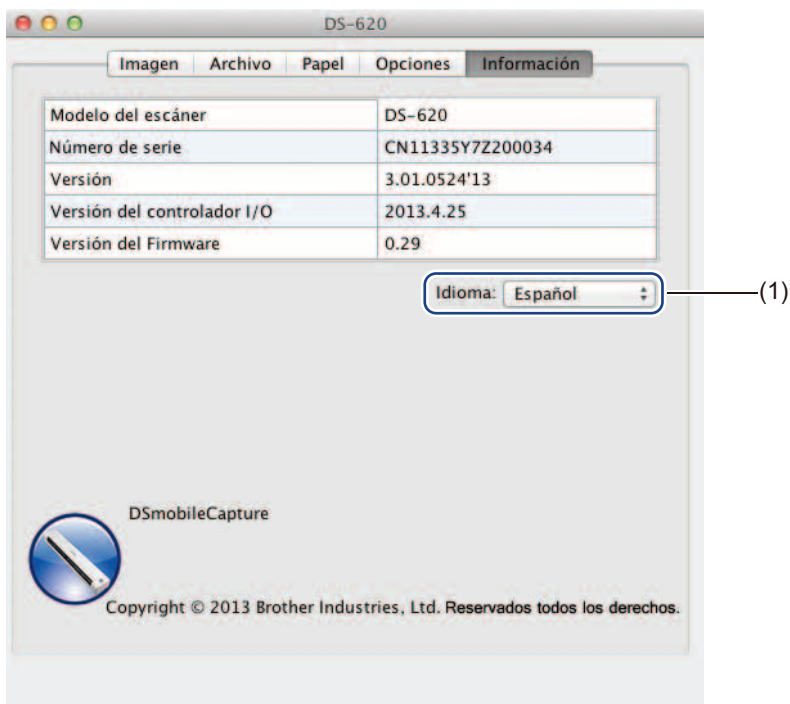 DS-620
Imagen Archivo Papel Opciones Información
Modelo del escáner DS-620
Número de serie CN11335Y7Z200034
Versión 3.01.0524'13
Versión del controlador I/O 2013.4.25
Versión del Firmware 0.29
Idioma: Español (1)
DSmobileCapture
Copyright © 2013 Brother Industries, Ltd. Reservados todos los derechos.